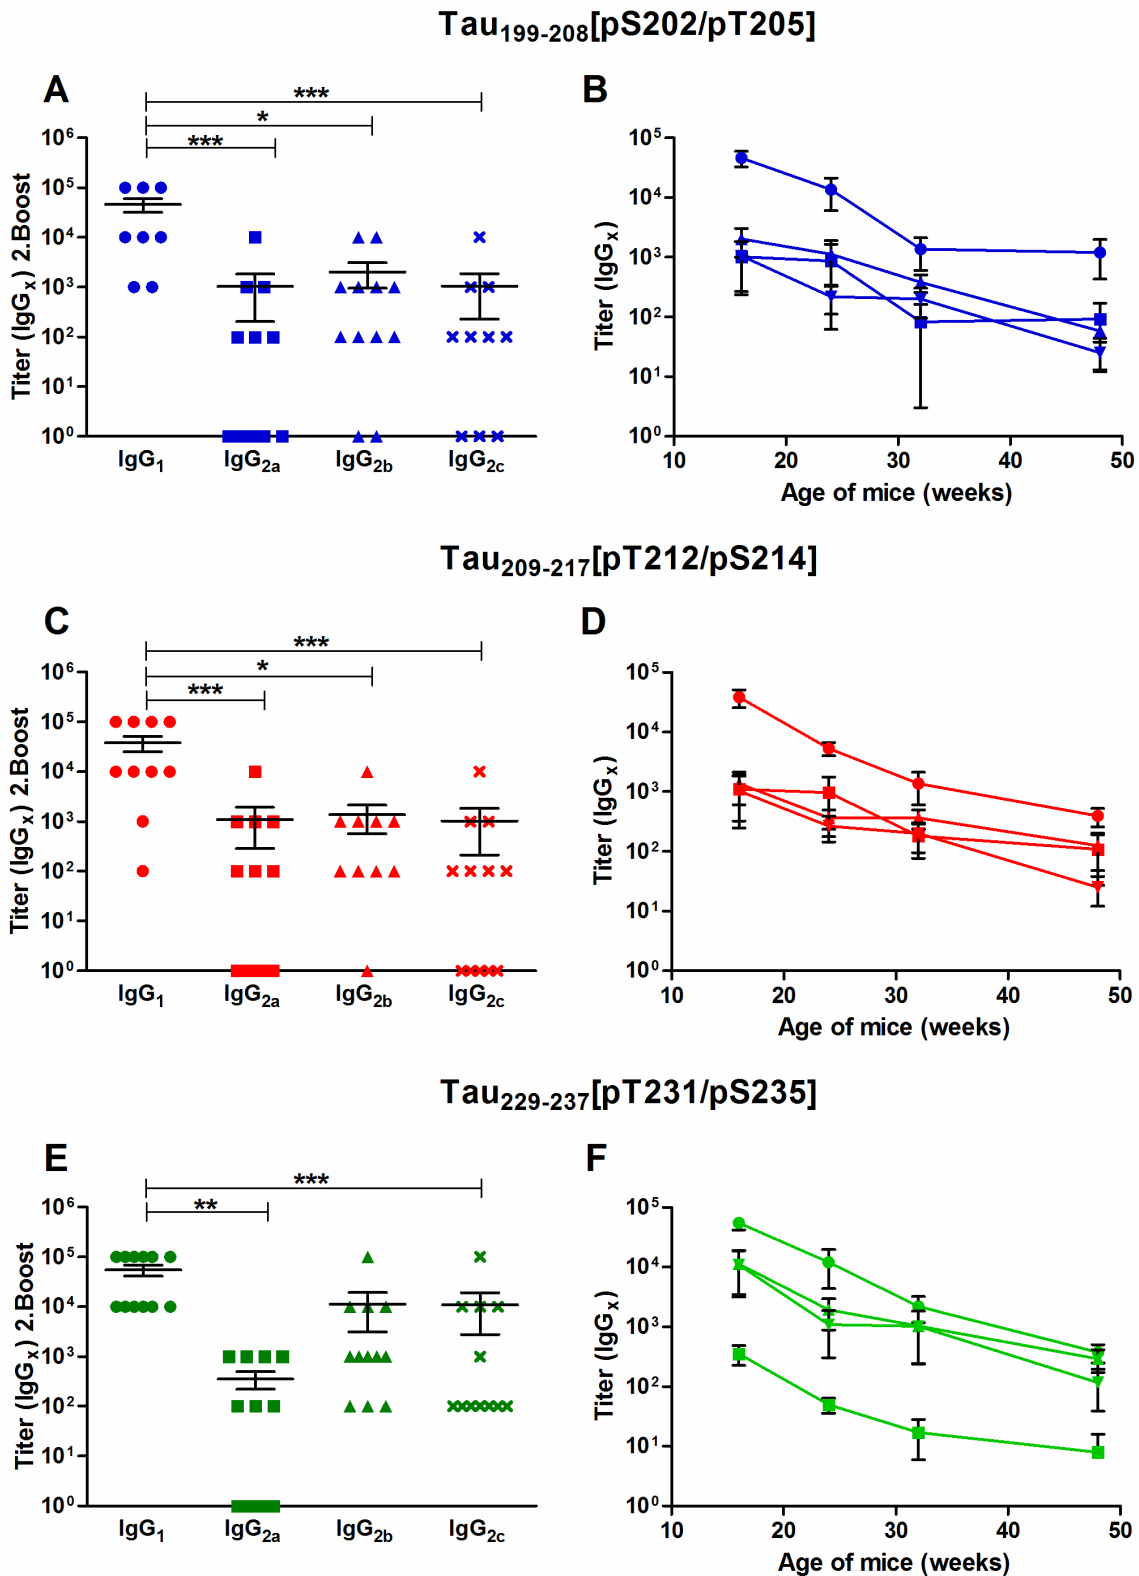 Tau199-208[pS202/pT205]
A
***
*
***
Titer (IgGx) 2.Boost
10^6
10^5
10^4
10^3
10^2
10^1
10^0
IgG1 IgG2a IgG2b IgG2c
B
Titer (IgGx)
10^5
10^4
10^3
10^2
10^1
10^0
10 20 30 40 50
Age of mice (weeks)
Tau209-217[pT212/pS214]
C
***
*
***
Titer (IgGx) 2.Boost
10^6
10^5
10^4
10^3
10^2
10^1
10^0
IgG1 IgG2a IgG2b IgG2c
D
Titer (IgGx)
10^5
10^4
10^3
10^2
10^1
10^0
10 20 30 40 50
Age of mice (weeks)
Tau229-237[pT231/pS235]
E
***
**
Titer (IgGx) 2.Boost
10^6
10^5
10^4
10^3
10^2
10^1
10^0
IgG1 IgG2a IgG2b IgG2c
F
Titer (IgGx)
10^5
10^4
10^3
10^2
10^1
10^0
10 20 30 40 50
Age of mice (weeks)